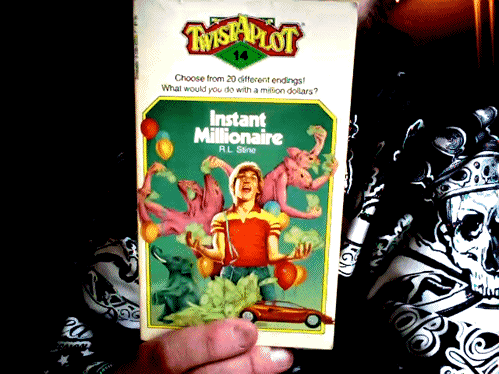 TWISTAPLOT
14
Choose from 20 different endings!
What would you do with a million dollars?
Instant
Millionaire
R.L. Stine